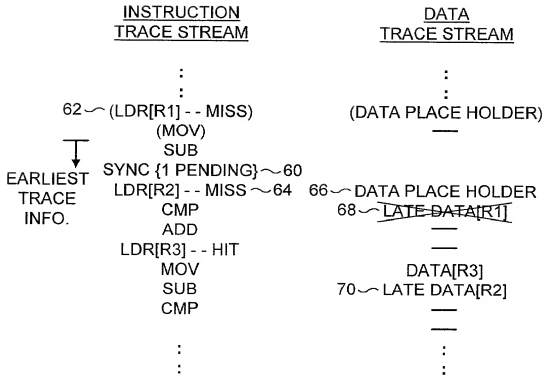 INSTRUCTION TRACE STREAM
DATA TRACE STREAM
62 (LDR[R1] - - MISS)
(DATA PLACE HOLDER)
(MOV)
SUB
EARLIEST TRACE INFO.
SYNC {1 PENDING} 60
LDR[R2] - - MISS 64
66 DATA PLACE HOLDER
CMP
68 LATE DATA[R1]
ADD
LDR[R3] - - HIT
MOV
DATA[R3]
SUB
70 LATE DATA[R2]
CMP